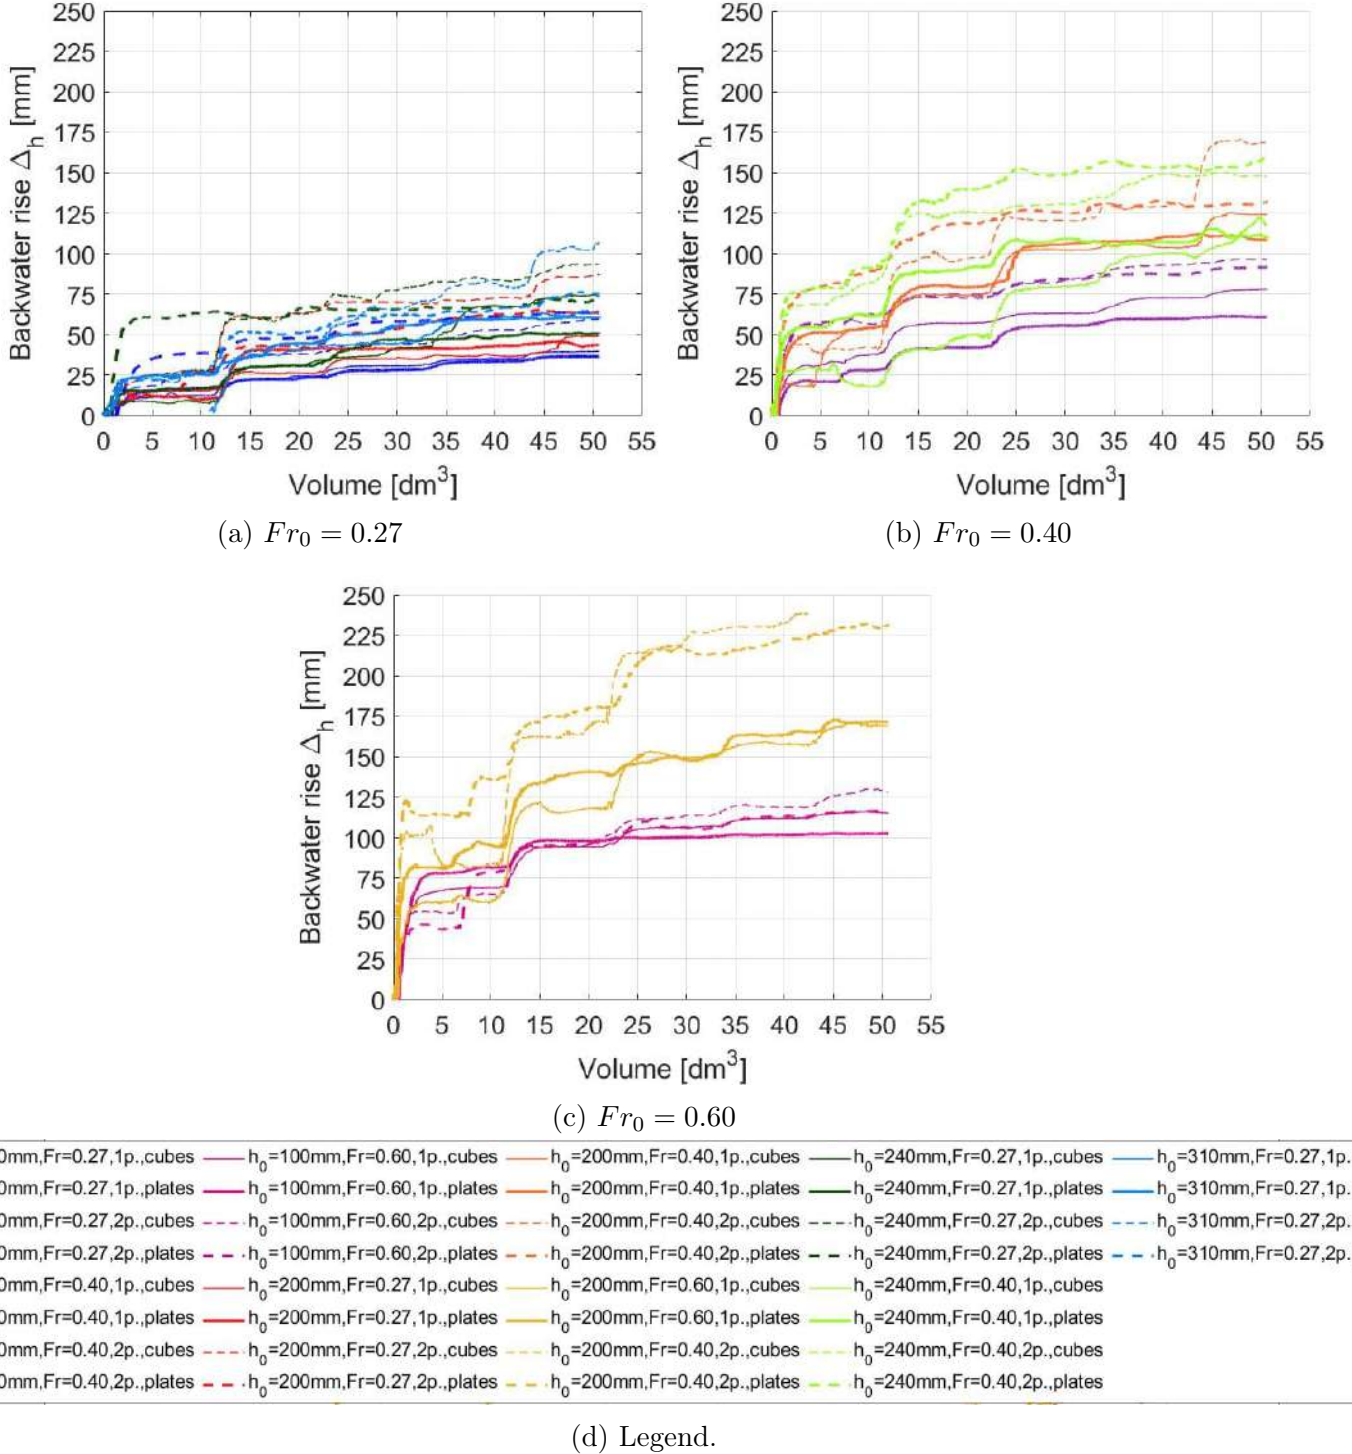 250
225
200
175
150
125
100
75
50
25
0
Backwater rise Δh [mm]
0 5 10 15 20 25 30 35 40 45 50 55
Volume [dm³]
(a) Fr₀ = 0.27
250
225
200
175
150
125
100
75
50
25
0
Backwater rise Δh [mm]
0 5 10 15 20 25 30 35 40 45 50 55
Volume [dm³]
(b) Fr₀ = 0.40
250
225
200
175
150
125
100
75
50
25
0
Backwater rise Δh [mm]
0 5 10 15 20 25 30 35 40 45 50 55
Volume [dm³]
(c) Fr₀ = 0.60
0mm,Fr=0.27,1p.,cubes h₀=100mm,Fr=0.60,1p.,cubes h₀=200mm,Fr=0.40,1p.,cubes h₀=240mm,Fr=0.27,1p.,cubes h₀=310mm,Fr=0.27,1p.
0mm,Fr=0.27,1p.,plates h₀=100mm,Fr=0.60,1p.,plates h₀=200mm,Fr=0.40,1p.,plates h₀=240mm,Fr=0.27,1p.,plates h₀=310mm,Fr=0.27,1p.
0mm,Fr=0.27,2p.,cubes h₀=100mm,Fr=0.60,2p.,cubes h₀=200mm,Fr=0.40,2p.,cubes h₀=240mm,Fr=0.27,2p.,cubes h₀=310mm,Fr=0.27,2p.
0mm,Fr=0.27,2p.,plates h₀=100mm,Fr=0.60,2p.,plates h₀=200mm,Fr=0.40,2p.,plates h₀=240mm,Fr=0.27,2p.,plates h₀=310mm,Fr=0.27,2p.
0mm,Fr=0.40,1p.,cubes h₀=200mm,Fr=0.27,1p.,cubes h₀=200mm,Fr=0.60,1p.,cubes h₀=240mm,Fr=0.40,1p.,cubes
0mm,Fr=0.40,1p.,plates h₀=200mm,Fr=0.27,1p.,plates h₀=200mm,Fr=0.60,1p.,plates h₀=240mm,Fr=0.40,1p.,plates
0mm,Fr=0.40,2p.,cubes h₀=200mm,Fr=0.27,2p.,cubes h₀=200mm,Fr=0.40,2p.,cubes h₀=240mm,Fr=0.40,2p.,cubes
0mm,Fr=0.40,2p.,plates h₀=200mm,Fr=0.27,2p.,plates h₀=200mm,Fr=0.40,2p.,plates h₀=240mm,Fr=0.40,2p.,plates
(d) Legend.